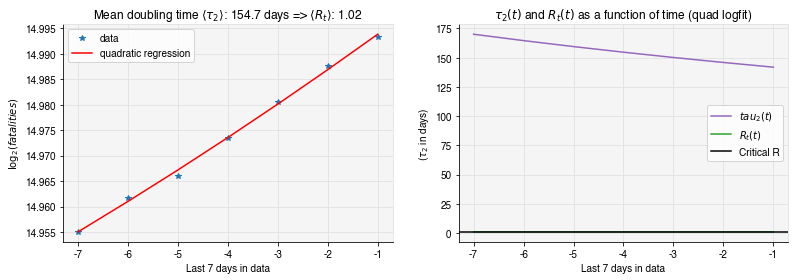 Mean doubling time ⟨τ₂⟩: 154.7 days => ⟨Rₜ⟩: 1.02
14.995
14.990
14.985
14.980
14.975
14.970
14.965
14.960
14.955
log₂(fatalities)
data
quadratic regression
-7 -6 -5 -4 -3 -2 -1
Last 7 days in data
τ₂(t) and Rₜ(t) as a function of time (quad logfit)
175
150
125
100
75
50
25
0
(τ₂ in days)
tau₂(t)
Rₜ(t)
Critical R
-7 -6 -5 -4 -3 -2 -1
Last 7 days in data